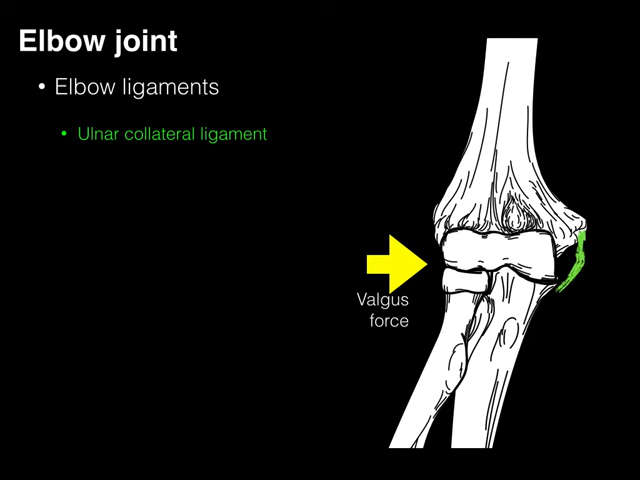 Elbow joint
• Elbow ligaments
• Ulnar collateral ligament
Valgus
force